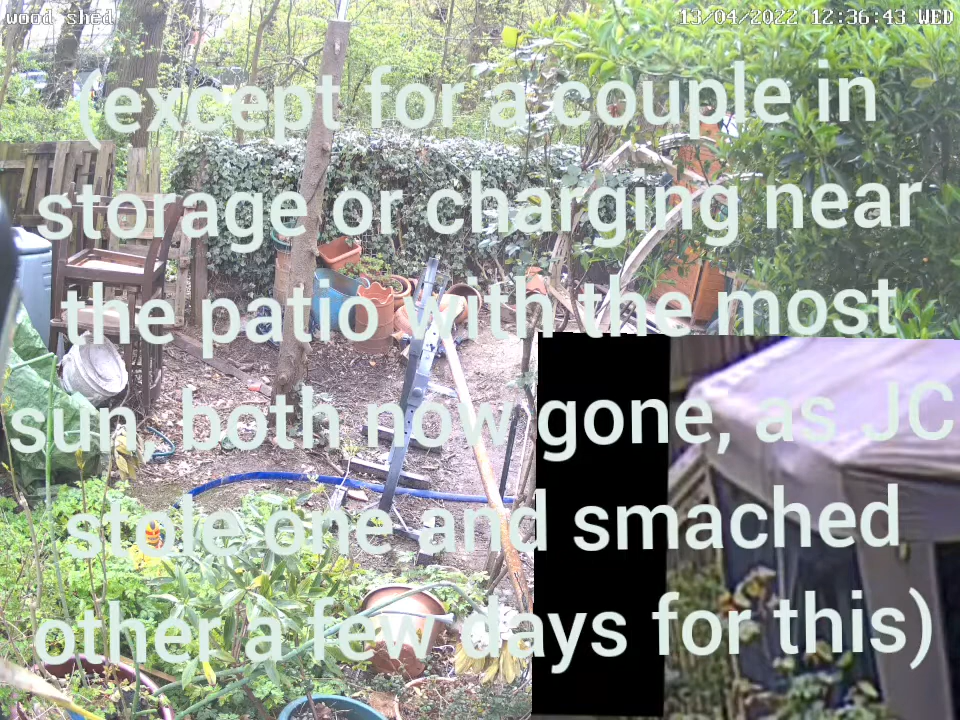 wood shed
13/04/2022 12:36:43 WED
(except for a couple in
storage or charging near
the patio with the most
sun, both now gone, as JC
stole one and smached
other a few days for this)